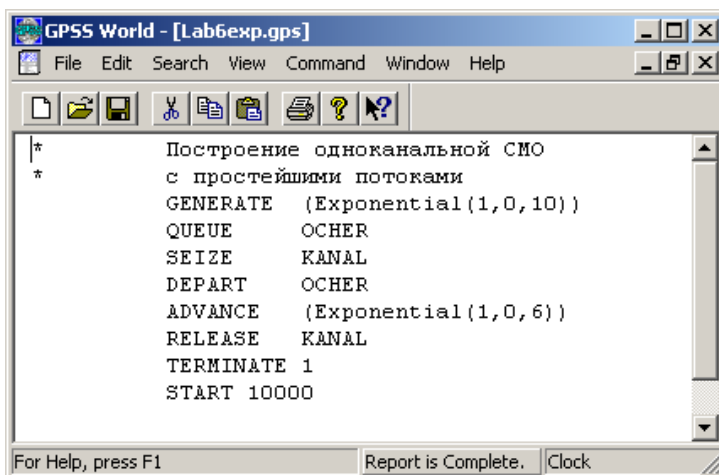 GPSS World - [Lab6exp.gps]
File Edit Search View Command Window Help
* Построение одноканальной СМО
* с простейшими потоками
GENERATE (Exponential(1,0,10))
QUEUE OCHER
SEIZE KANAL
DEPART OCHER
ADVANCE (Exponential(1,0,6))
RELEASE KANAL
TERMINATE 1
START 10000
For Help, press F1 Report is Complete. Clock